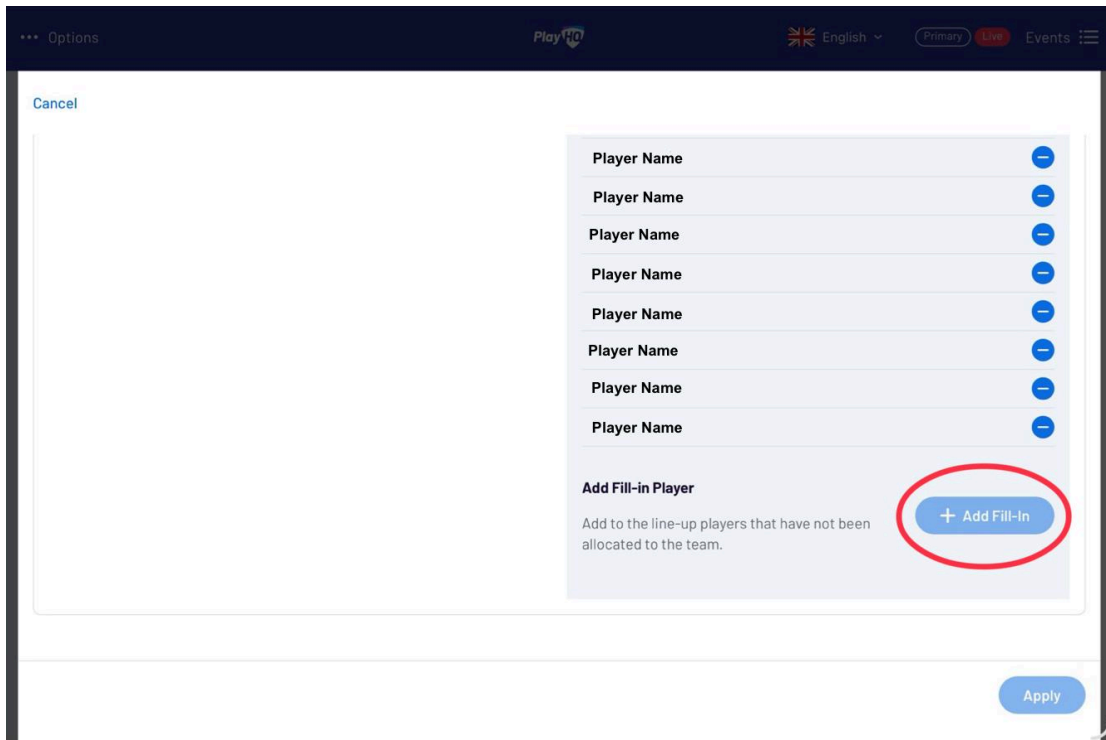 Options
PlayHQ
English
Primary
Live
Events
Cancel
Player Name
Player Name
Player Name
Player Name
Player Name
Player Name
Player Name
Player Name
Add Fill-in Player
Add to the line-up players that have not been
allocated to the team.
+ Add Fill-In
Apply